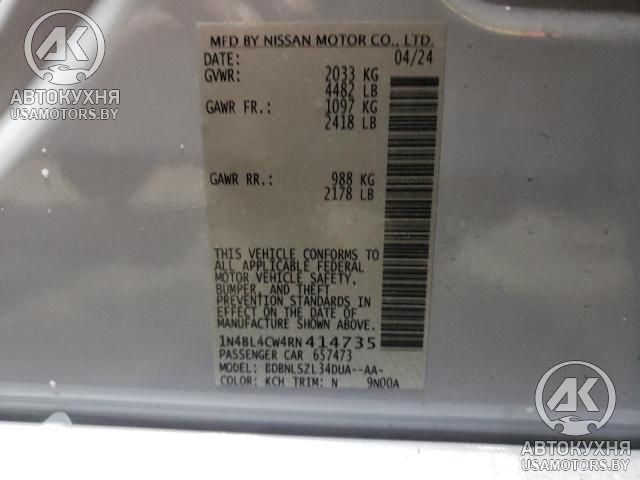 MFD BY NISSAN MOTOR CO., LTD.
DATE: 04/24
GVWR: 2033 KG
4482 LB
GAWR FR.: 1097 KG
2418 LB
GAWR RR.: 988 KG
2178 LB
THIS VEHICLE CONFORMS TO
ALL APPLICABLE FEDERAL
MOTOR VEHICLE SAFETY,
BUMPER, AND THEFT
PREVENTION STANDARDS IN
EFFECT ON THE DATE OF
MANUFACTURE SHOWN ABOVE.
1N4BL4CW4RN414735
PASSENGER CAR 657473
MODEL: BDBNLSZL34DUA--AA-
COLOR: KCH TRIM: N 9N00A
АК
АВТОКУХНЯ
USAMOTORS.BY
АК
АВТОКУХНЯ
USAMOTORS.BY